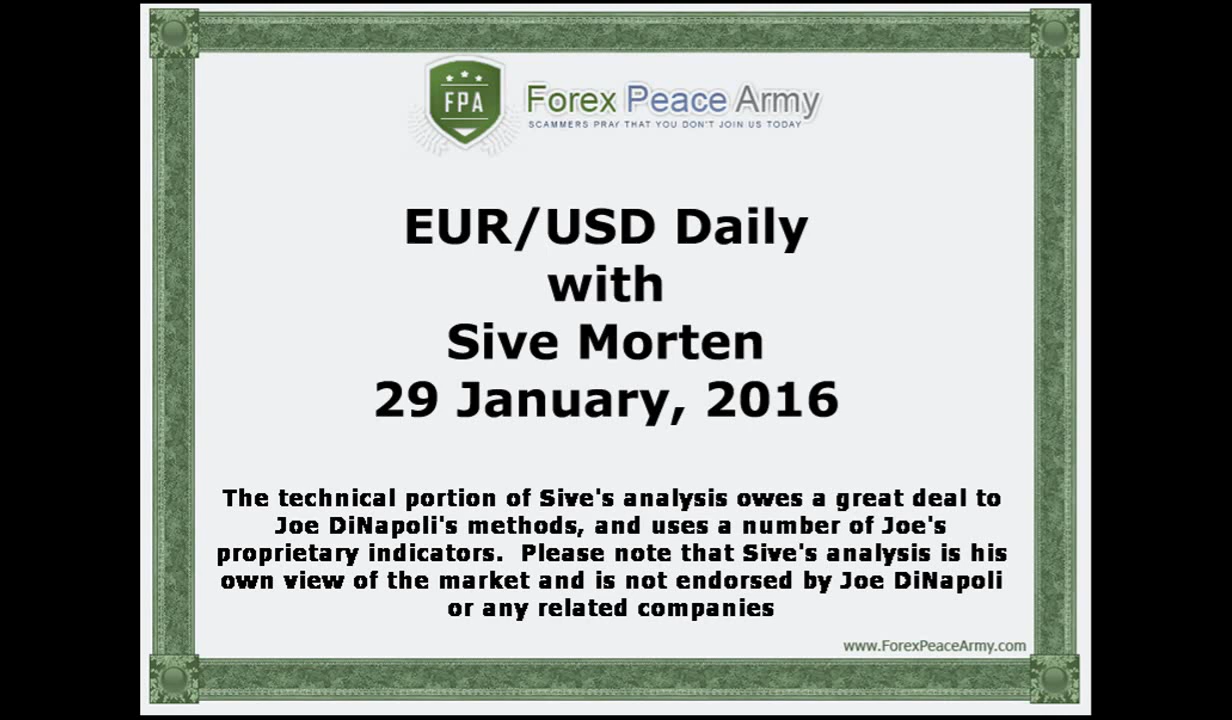 FPA
Forex Peace Army
SCAMMERS PRAY THAT YOU DON'T JOIN US TODAY
EUR/USD Daily
with
Sive Morten
29 January, 2016
The technical portion of Sive's analysis owes a great deal to
Joe DiNapoli's methods, and uses a number of Joe's
proprietary indicators.  Please note that Sive's analysis is his
own view of the market and is not endorsed by Joe DiNapoli
or any related companies
www.ForexPeaceArmy.com